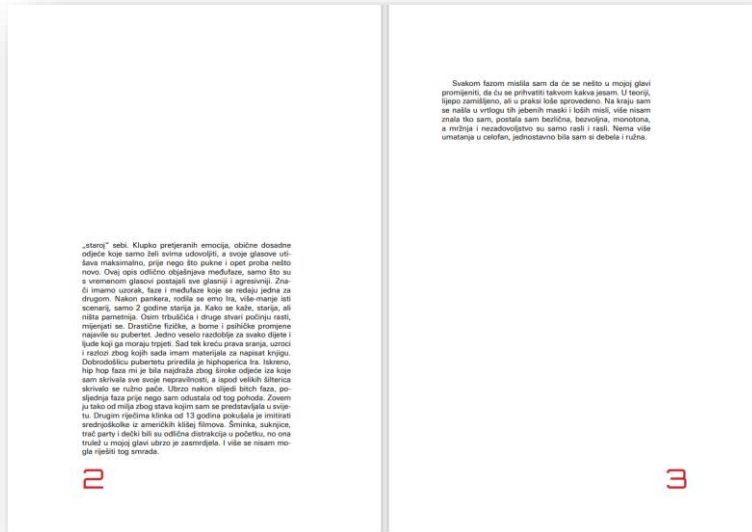 „staroj“ sebi. Klupko pretjeranih emocija, obične dosadne
odjeće koje samo želi svima udovoljiti, a svoje glasove uti-
šava maksimalno, prije nego što pukne i opet proba nešto
novo. Ovaj opis odlično objašnjava međufaze, samo što su
s vremenom glasovi postajali sve glasniji i agresivniji. Zna-
či imamo uzorak, faze i međufaze koje se redaju jedna za
drugom. Nakon pankera, rodila se emo Ira, više-manje isti
scenarij, samo 2 godine starija ja. Kako se kaže, starija, ali
ništa pametnija. Osim trbuščića i druge stvari počinju rasti,
mijenjati se. Drastične fizičke, a bome i psihičke promjene
najavile su pubertet. Jedno veselo razdoblje za svako dijete i
ljude koji ga moraju trpjeti. Sad tek kreću prava sranja, uzroci
i razlozi zbog kojih sada imam materijala za napisat knjigu.
Dobrodošlicu pubertetu priredila je hiphoperica Ira. Iskreno,
hip hop faza mi je bila najdraža zbog široke odjeće iza koje
sam skrivala sve svoje nepravilnosti, a ispod velikih šilterica
skrivalo se ružno pače. Ubrzo nakon slijedi bitch faza, po-
sljednja faza prije nego sam odustala od tog pohoda. Zovem
ju tako od milja zbog stava kojim sam se predstavljala u svije-
tu. Drugim riječima klinka od 13 godina pokušala je imitirati
srednjoškolke iz američkih klišej filmova. Šminka, suknjice,
trač party i dečki bili su odlična distrakcija u početku, no ona
trulež u mojoj glavi ubrzo je zasmrdjela. I više se nisam mo-
gla riješiti tog smrada.
2
Svakom fazom mislila sam da će se nešto u mojoj glavi
promijeniti, da ću se prihvatiti takvom kakva jesam. U teoriji,
lijepo zamišljeno, ali u praksi loše sprovedeno. Na kraju sam
se našla u vrtlogu tih jebenih maski i loših misli, više nisam
znala tko sam, postala sam bezlična, bezvoljna, monotona,
a mržnja i nezadovoljstvo su samo rasli i rasli. Nema više
umatanja u celofan, jednostavno bila sam si debela i ružna.
3